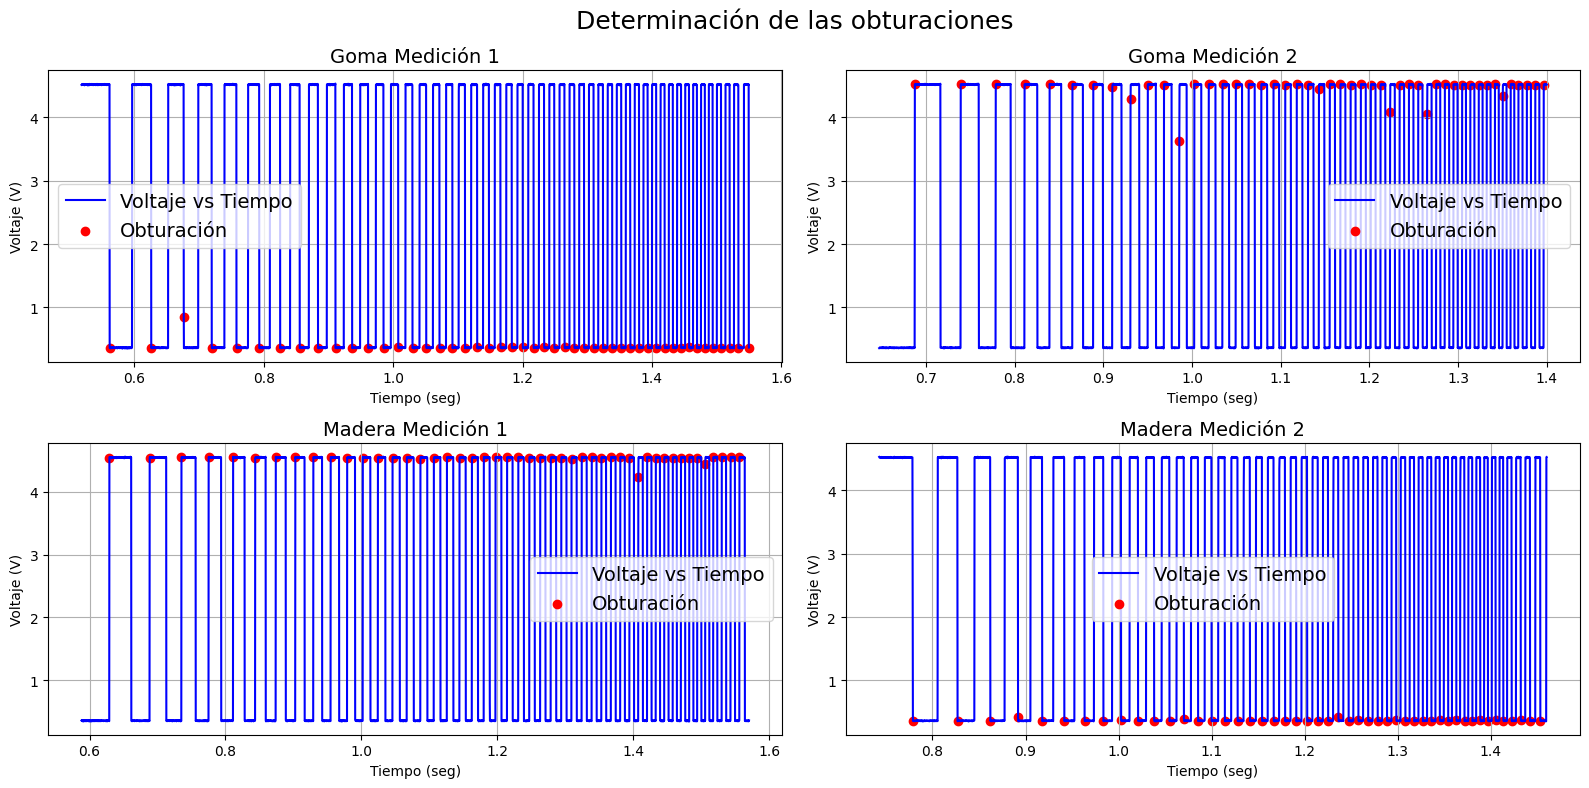 Determinación de las obturaciones
Goma Medición 1
Voltaje (V)
4
3
2
1
Voltaje vs Tiempo
Obturación
0.6 0.8 1.0 1.2 1.4 1.6
Tiempo (seg)
Goma Medición 2
Voltaje (V)
4
3
2
1
Voltaje vs Tiempo
Obturación
0.7 0.8 0.9 1.0 1.1 1.2 1.3 1.4
Tiempo (seg)
Madera Medición 1
Voltaje (V)
4
3
2
1
Voltaje vs Tiempo
Obturación
0.6 0.8 1.0 1.2 1.4 1.6
Tiempo (seg)
Madera Medición 2
Voltaje (V)
4
3
2
1
Voltaje vs Tiempo
Obturación
0.8 0.9 1.0 1.1 1.2 1.3 1.4
Tiempo (seg)